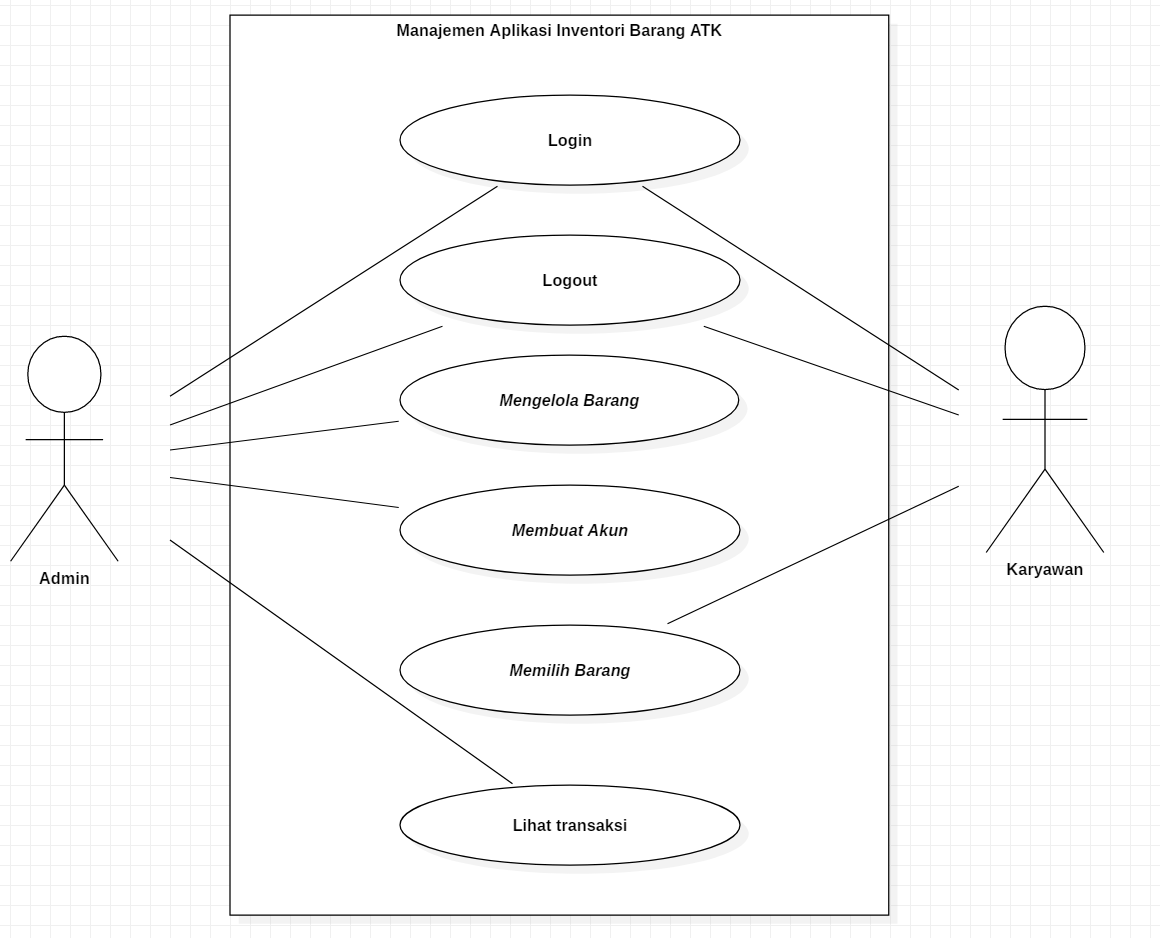 Manajemen Aplikasi Inventori Barang ATK
Login
Logout
Mengelola Barang
Membuat Akun
Memilih Barang
Lihat transaksi
Admin
Karyawan